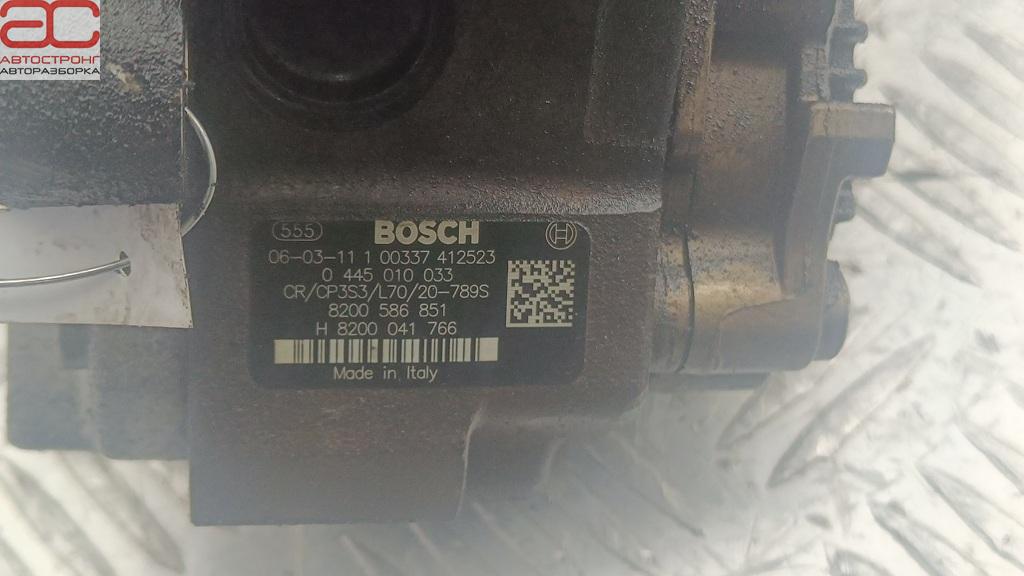 АС
АВТОСТРОНГ
АВТОРАЗБОРКА
555 BOSCH H
06-03-11 1 00337 412523
0 445 010 033
CR/CP3S3/L70/20-789S
8200 586 851
H 8200 041 766
Made in Italy